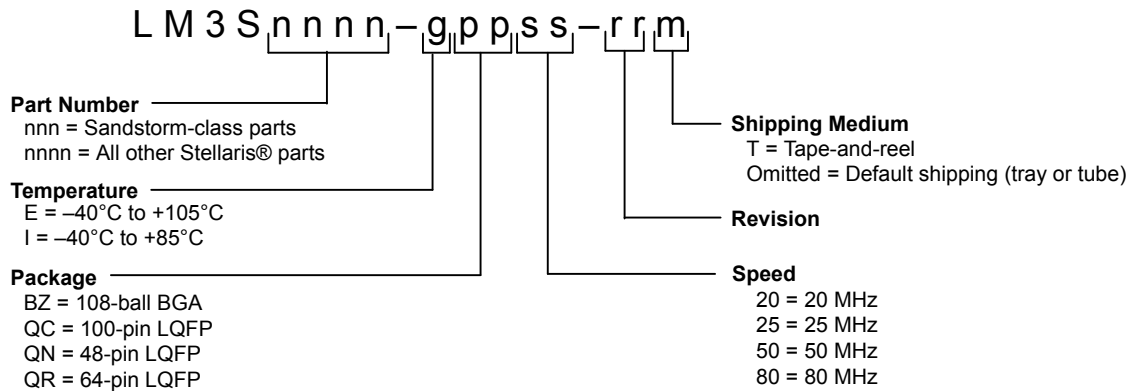 L M 3 S n n n n – g p p s s – r r m
Part Number
nnn = Sandstorm-class parts
nnnn = All other Stellaris® parts
Temperature
E = –40°C to +105°C
I = –40°C to +85°C
Package
BZ = 108-ball BGA
QC = 100-pin LQFP
QN = 48-pin LQFP
QR = 64-pin LQFP
Shipping Medium
T = Tape-and-reel
Omitted = Default shipping (tray or tube)
Revision
Speed
20 = 20 MHz
25 = 25 MHz
50 = 50 MHz
80 = 80 MHz